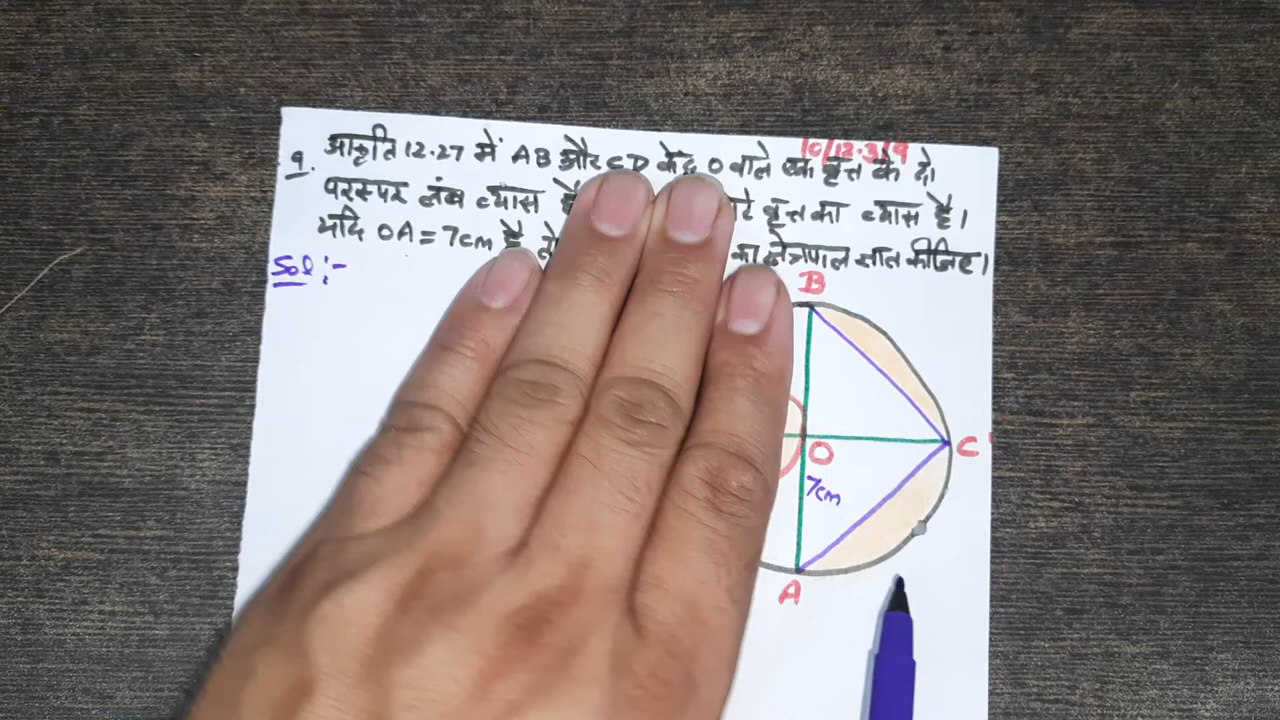 10/12.3/9
9. आकृति 12.27 में AB और CD केंद्र O वाले एक वृत्त के दो
परस्पर लंब व्यास हैं वृत्त का व्यास है।
यदि OA = 7cm है तो का क्षेत्रफल ज्ञात कीजिए।
Sol :-
B
O
C
7cm
A